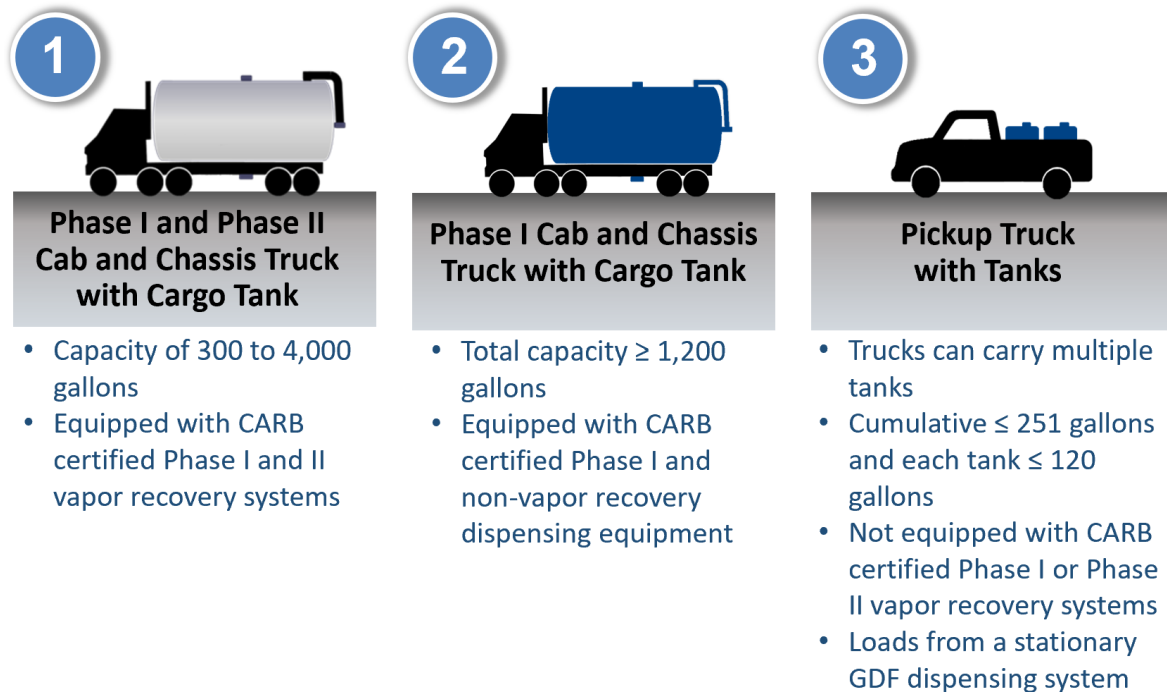 1
Phase I and Phase II
Cab and Chassis Truck
with Cargo Tank
• Capacity of 300 to 4,000
gallons
• Equipped with CARB
certified Phase I and II
vapor recovery systems
2
Phase I Cab and Chassis
Truck with Cargo Tank
• Total capacity ≥ 1,200
gallons
• Equipped with CARB
certified Phase I and
non-vapor recovery
dispensing equipment
3
Pickup Truck
with Tanks
• Trucks can carry multiple
tanks
• Cumulative ≤ 251 gallons
and each tank ≤ 120
gallons
• Not equipped with CARB
certified Phase I or Phase
II vapor recovery systems
• Loads from a stationary
GDF dispensing system